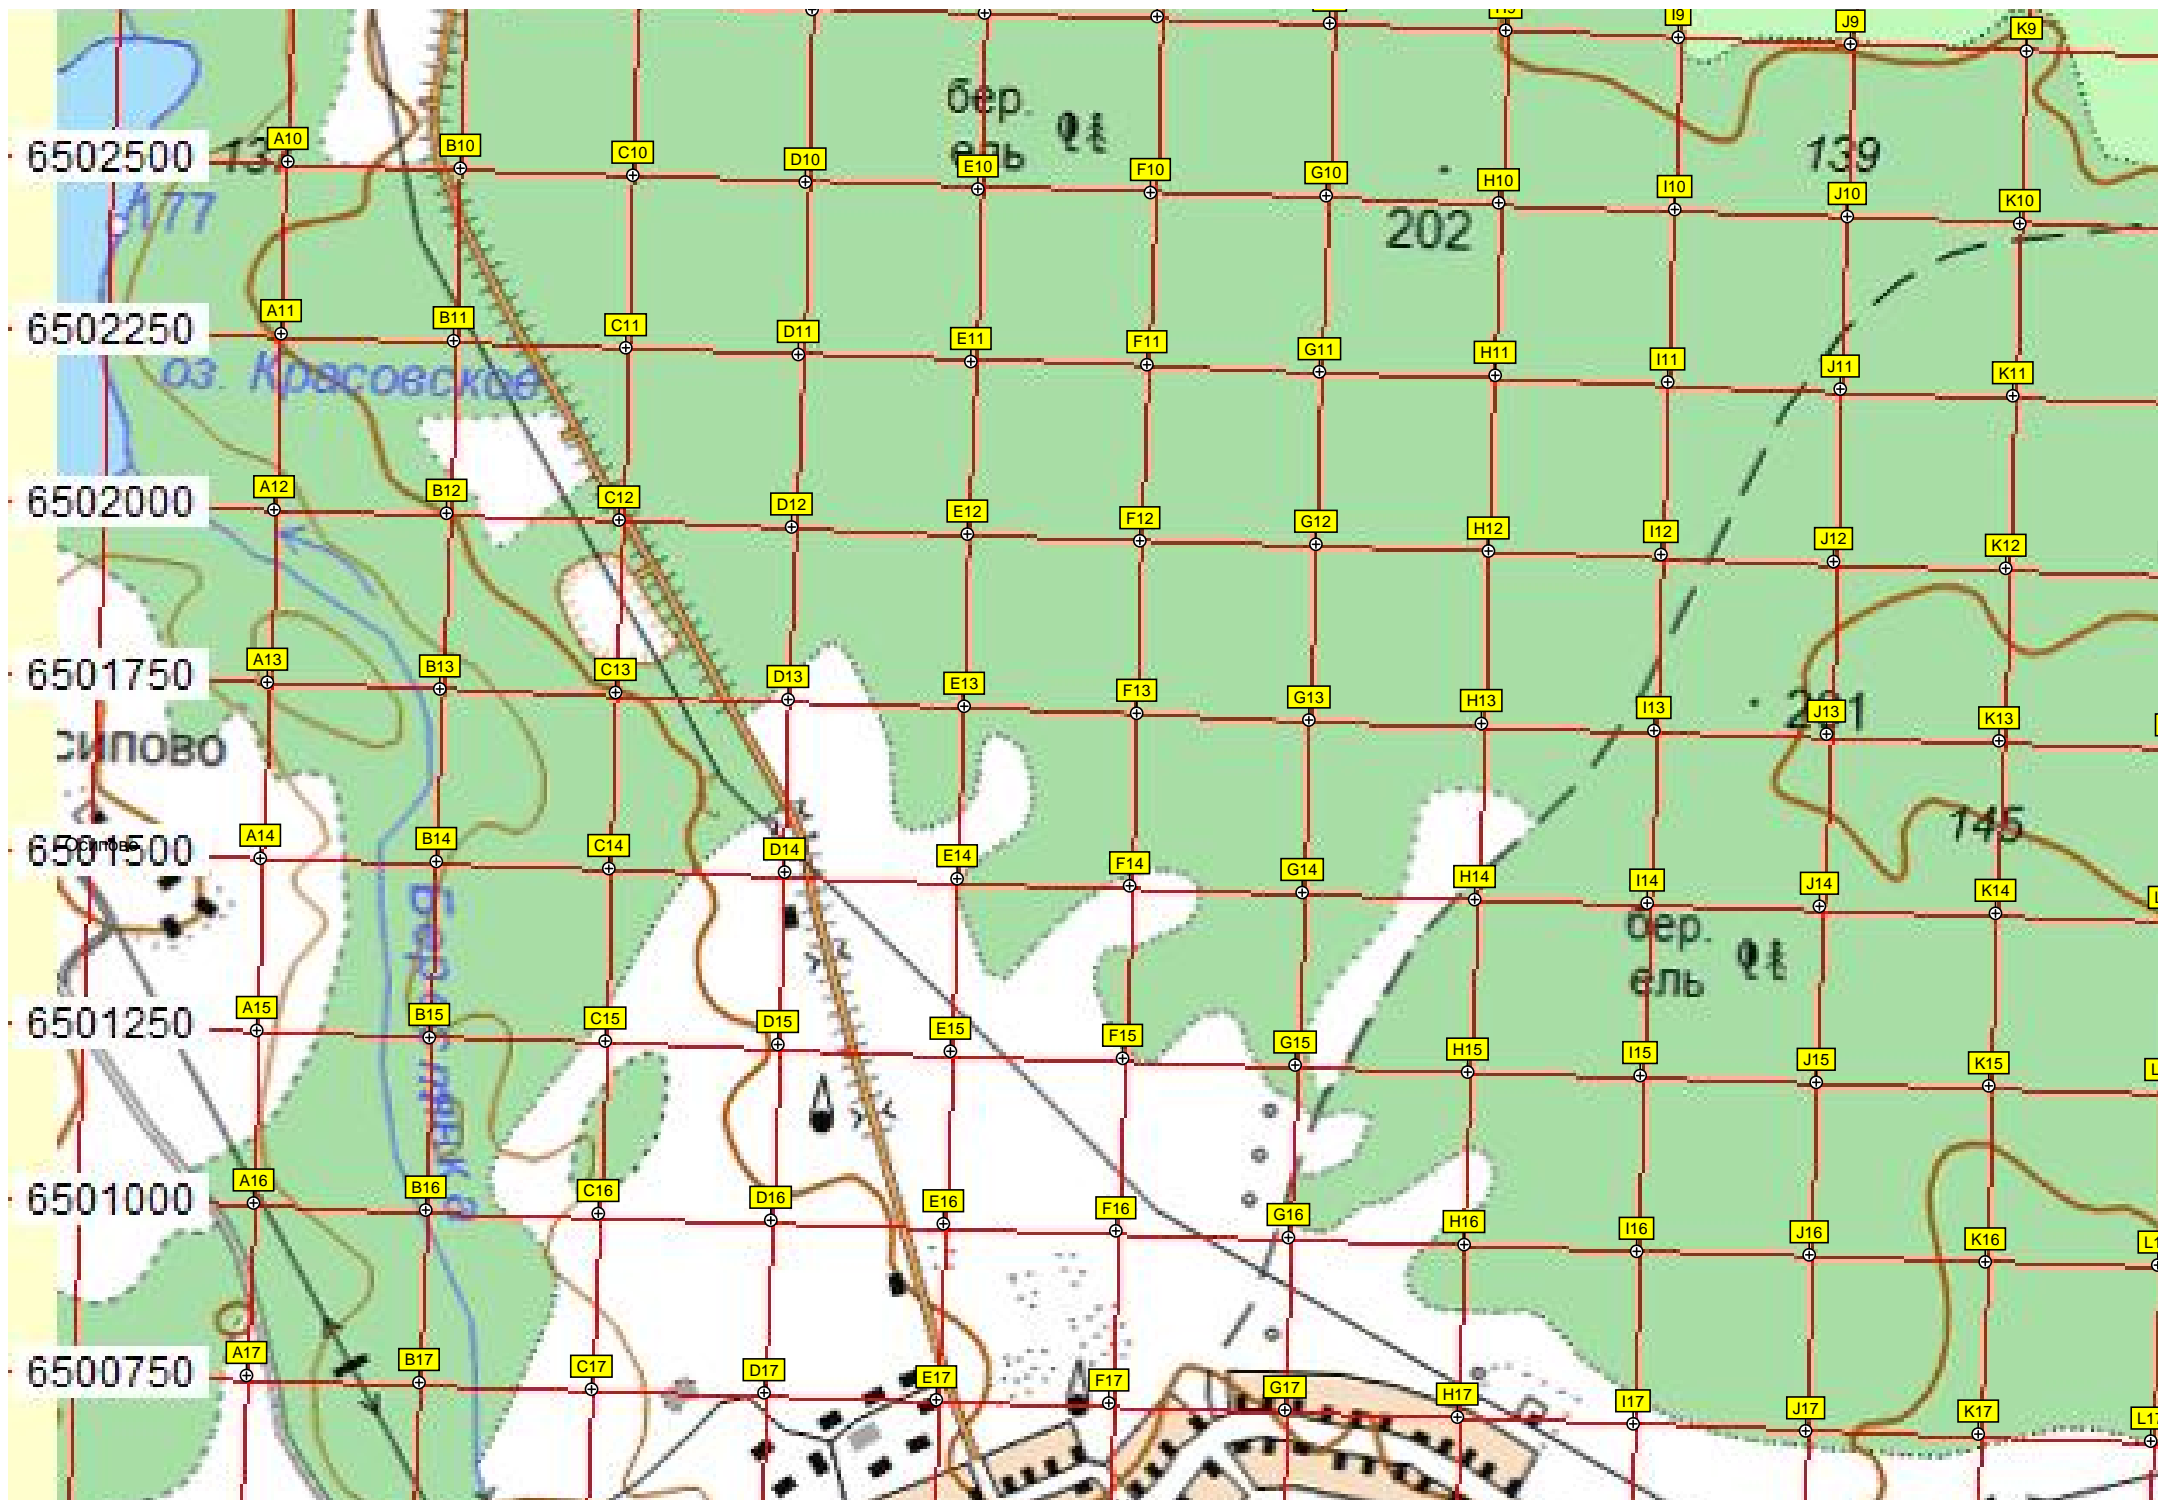 H9 I9 J9 K9
бер.
ель
139
6502500 A10 B10 C10 D10 E10 F10 G10 H10 I10 J10 K10
А77
202
6502250 A11 B11 C11 D11 E11 F11 G11 H11 I11 J11 K11
оз. Красовское
6502000 A12 B12 C12 D12 E12 F12 G12 H12 I12 J12 K12
6501750 A13 B13 C13 D13 E13 F13 G13 H13 I13 J13 K13
201
сипово
145
Осипово
6501500 A14 B14 C14 D14 E14 F14 G14 H14 I14 J14 K14
бер.
ель
6501250 A15 B15 C15 D15 E15 F15 G15 H15 I15 J15 K15
6501000 A16 B16 C16 D16 E16 F16 G16 H16 I16 J16 K16
6500750 A17 B17 C17 D17 E17 F17 G17 H17 I17 J17 K17 L17